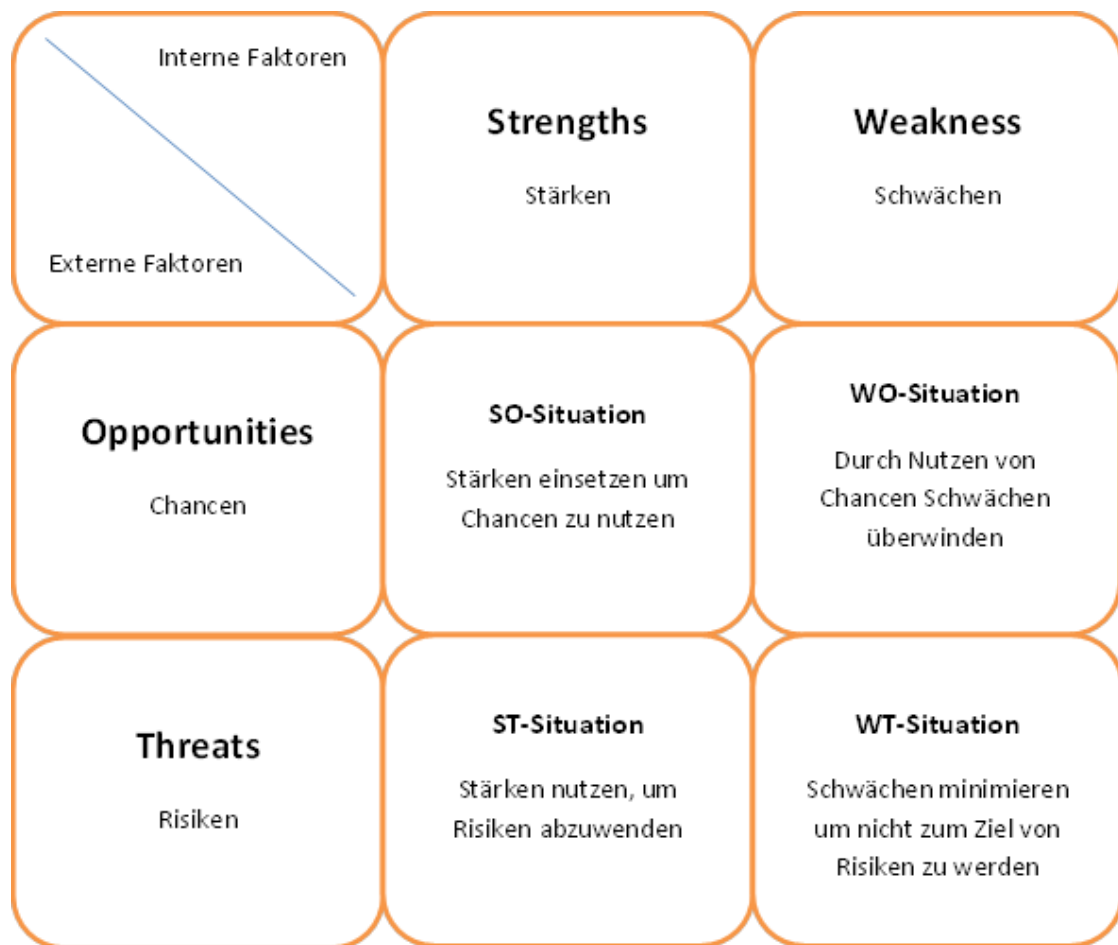 Interne Faktoren
Externe Faktoren
Strengths
Stärken
Weakness
Schwächen
Opportunities
Chancen
SO-Situation
Stärken einsetzen um
Chancen zu nutzen
WO-Situation
Durch Nutzen von
Chancen Schwächen
überwinden
Threats
Risiken
ST-Situation
Stärken nutzen, um
Risiken abzuwenden
WT-Situation
Schwächen minimieren
um nicht zum Ziel von
Risiken zu werden